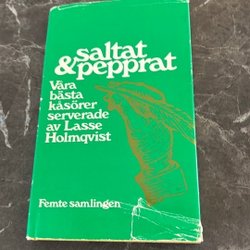 saltat
& pepprat
Våra
bästa
kåsörer
serverade
av Lasse
Holmqvist
Femte samlingen